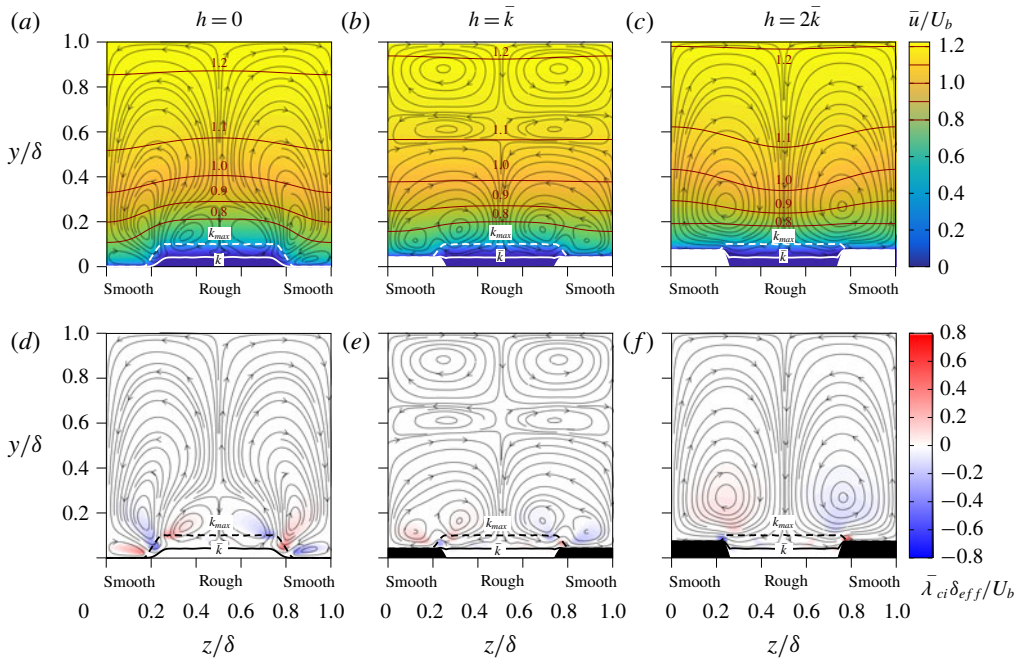 (a) h = 0 (b) h = k̄ (c) h = 2k̄ ū/U_b
1.0 1.2 1.2 1.2 1.2
0.8 1.0
0.6 1.1 1.1 1.1 0.8
y/δ
0.4 1.0 1.0 1.0 0.6
0.9 0.9 0.9 0.4
0.2 0.8 0.8 0.8 0.2
k_max k_max k_max
k̄ k̄ k̄
0 0
Smooth Rough Smooth Smooth Rough Smooth Smooth Rough Smooth
(d) (e) (f)
1.0 0.8
0.8 0.6
0.4
0.6 0.2
y/δ 0
0.4 −0.2
−0.4
0.2 k_max k_max k_max −0.6
k̄ k̄ k̄ −0.8
Smooth Rough Smooth Smooth Rough Smooth Smooth Rough Smooth λ̄_ci δ_eff/U_b
0 0.2 0.4 0.6 0.8 1.0 0 0.2 0.4 0.6 0.8 1.0 0 0.2 0.4 0.6 0.8 1.0
z/δ z/δ z/δ